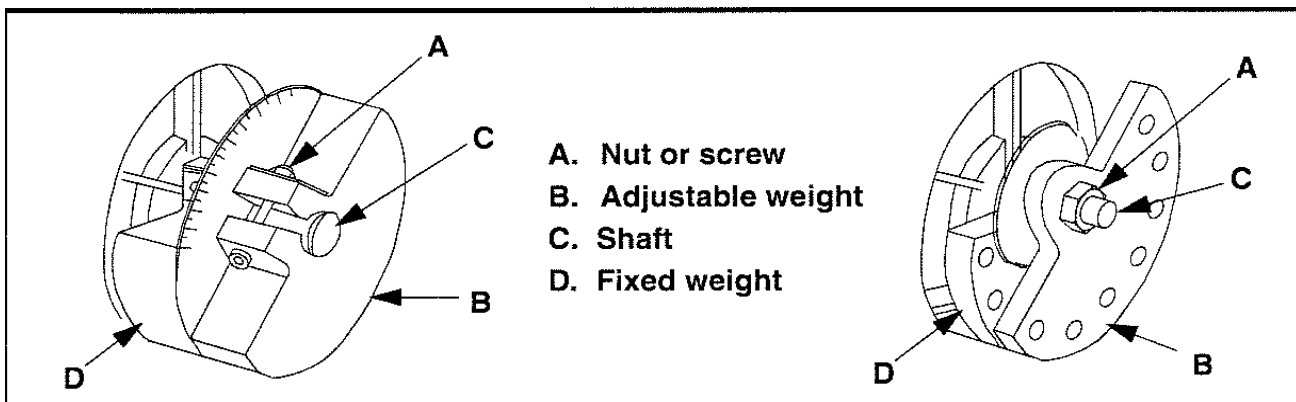 A
C
B
D
A. Nut or screw
B. Adjustable weight
C. Shaft
D. Fixed weight
A
C
B
D